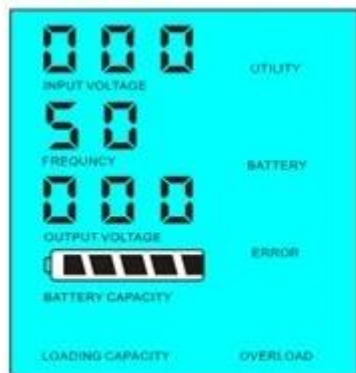 000
UTILITY
INPUT VOLTAGE
50
FREQUNCY
BATTERY
000
OUTPUT VOLTAGE
ERROR
BATTERY CAPACITY
LOADING CAPACITY
OVERLOAD